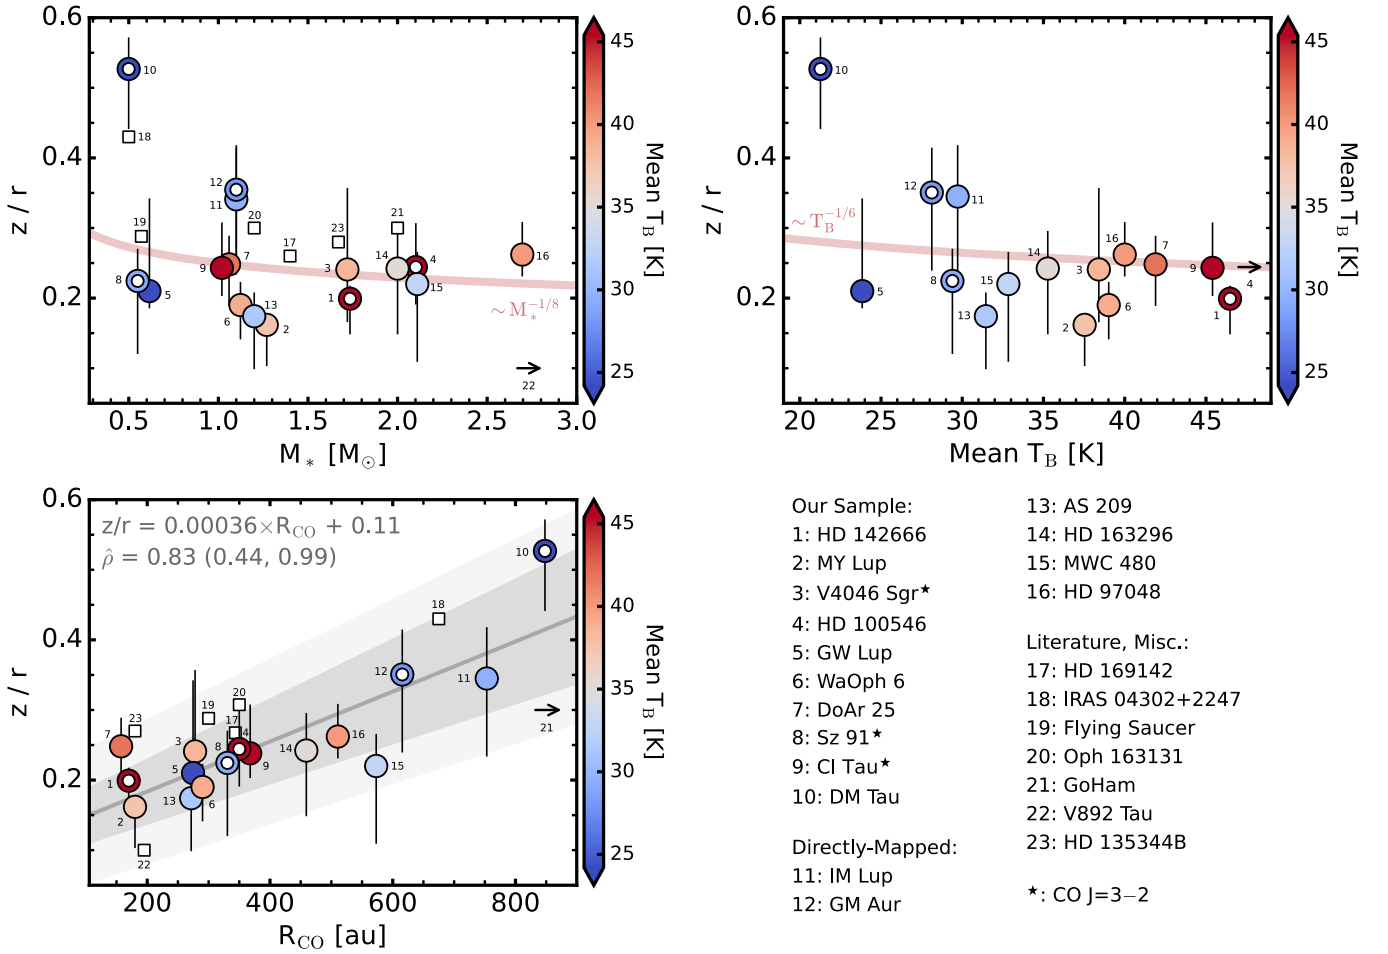 0.6
0.4
0.2
z / r
10
18
19
8
5
12
11
20
17
9
7
6
13
2
23
3
1
21
14
4
15
16
22
~ M*^{-1/8}
0.5 1.0 1.5 2.0 2.5 3.0
M* [M⊙]
45
40
35
30
25
Mean T_B [K]
0.6
0.4
0.2
z / r
10
12
11
~ T_B^{-1/6}
5
8
13
15
14
3
2
16
6
7
9
4
1
20 25 30 35 40 45
Mean T_B [K]
45
40
35
30
25
Mean T_B [K]
0.6
0.4
0.2
z / r
z/r = 0.00036×R_CO + 0.11
ρ̂ = 0.83 (0.44, 0.99)
10
18
12
11
21
20
19
17
23
7
3
8
4
5
9
1
13
6
2
22
14
16
15
200 400 600 800
R_CO [au]
45
40
35
30
25
Mean T_B [K]
Our Sample:
1: HD 142666
2: MY Lup
3: V4046 Sgr★
4: HD 100546
5: GW Lup
6: WaOph 6
7: DoAr 25
8: Sz 91★
9: CI Tau★
10: DM Tau
Directly-Mapped:
11: IM Lup
12: GM Aur
13: AS 209
14: HD 163296
15: MWC 480
16: HD 97048
Literature, Misc.:
17: HD 169142
18: IRAS 04302+2247
19: Flying Saucer
20: Oph 163131
21: GoHam
22: V892 Tau
23: HD 135344B
★: CO J=3−2